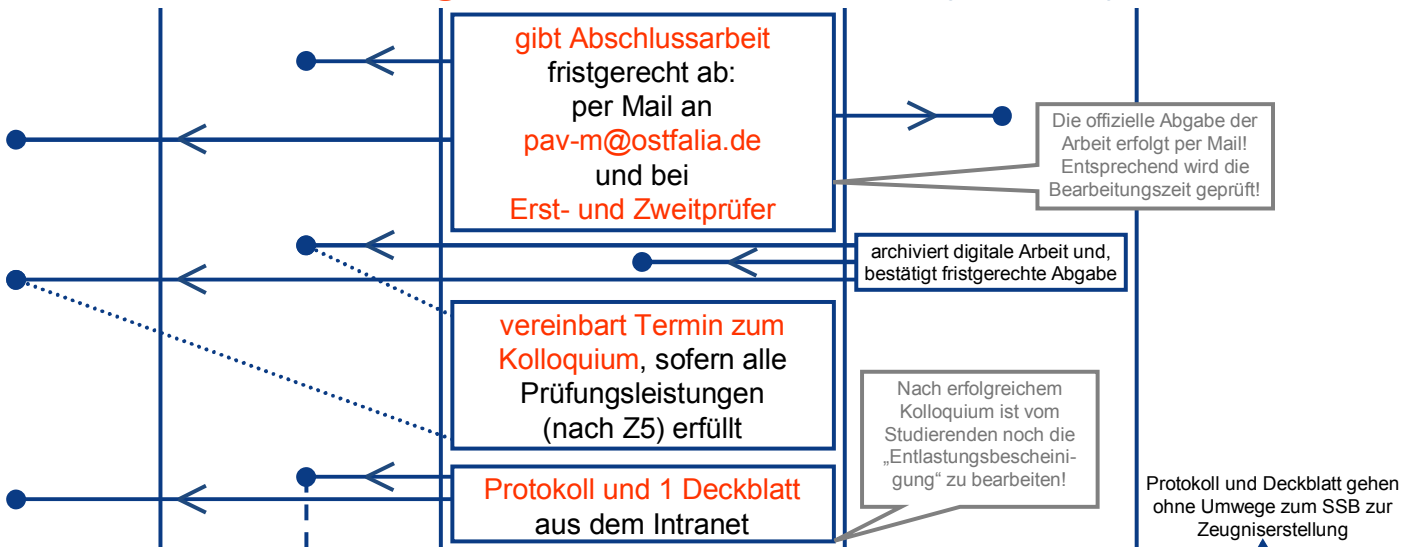 gibt Abschlussarbeit
fristgerecht ab:
per Mail an
pav-m@ostfalia.de
und bei
Erst- und Zweitprüfer
Die offizielle Abgabe der
Arbeit erfolgt per Mail!
Entsprechend wird die
Bearbeitungszeit geprüft!
archiviert digitale Arbeit und,
bestätigt fristgerechte Abgabe
vereinbart Termin zum
Kolloquium, sofern alle
Prüfungsleistungen
(nach Z5) erfüllt
Nach erfolgreichem
Kolloquium ist vom
Studierenden noch die
„Entlastungsbescheini-
gung“ zu bearbeiten!
Protokoll und 1 Deckblatt
aus dem Intranet
Protokoll und Deckblatt gehen
ohne Umwege zum SSB zur
Zeugniserstellung